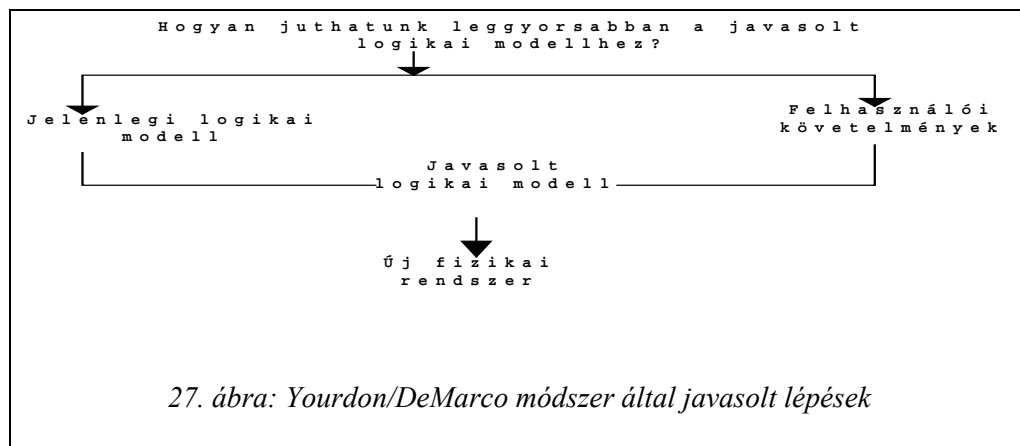 Hogyan juthatunk leggyorsabban a javasolt
logikai modellhez?
Jelenlegi logikai
modell
Felhasználói
követelmények
Javasolt
logikai modell
Új fizikai
rendszer
27. ábra: Yourdon/DeMarco módszer által javasolt lépések